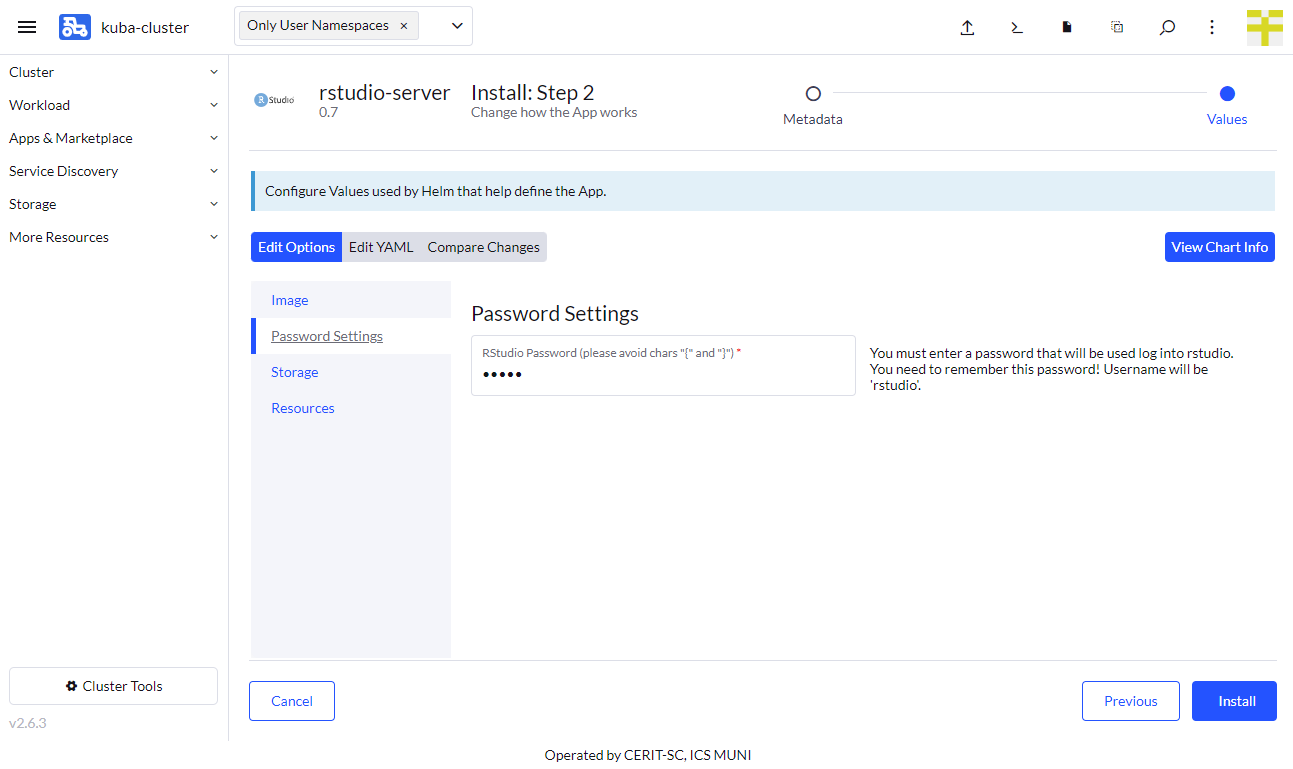 kuba-cluster
Only User Namespaces ×
Cluster
Workload
Apps & Marketplace
Service Discovery
Storage
More Resources
Cluster Tools
v2.6.3
R Studio
rstudio-server
0.7
Install: Step 2
Change how the App works
Metadata
Values
Configure Values used by Helm that help define the App.
Edit Options Edit YAML Compare Changes
View Chart Info
Image
Password Settings
Storage
Resources
Password Settings
RStudio Password (please avoid chars "{" and "}") *
•••••
You must enter a password that will be used log into rstudio.
You need to remember this password! Username will be
'rstudio'.
Cancel
Previous
Install
Operated by CERIT-SC, ICS MUNI